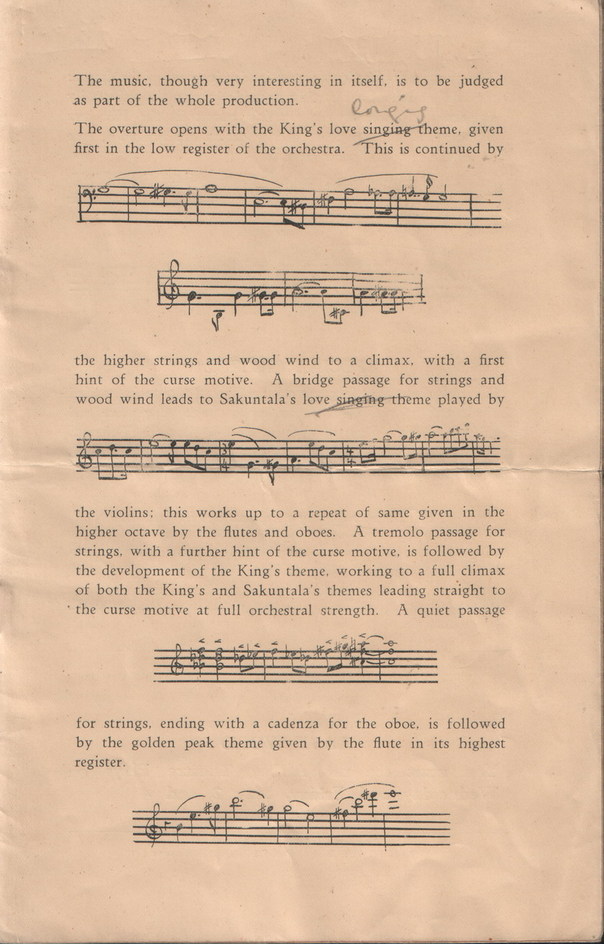 The music, though very interesting in itself, is to be judged
as part of the whole production.
longing
The overture opens with the King's love singing theme, given
first in the low register of the orchestra. This is continued by
the higher strings and wood wind to a climax, with a first
hint of the curse motive. A bridge passage for strings and
wood wind leads to Sakuntala's love singing theme played by
the violins; this works up to a repeat of same given in the
higher octave by the flutes and oboes. A tremolo passage for
strings, with a further hint of the curse motive, is followed by
the development of the King's theme, working to a full climax
of both the King's and Sakuntala's themes leading straight to
the curse motive at full orchestral strength. A quiet passage
for strings, ending with a cadenza for the oboe, is followed
by the golden peak theme given by the flute in its highest
register.